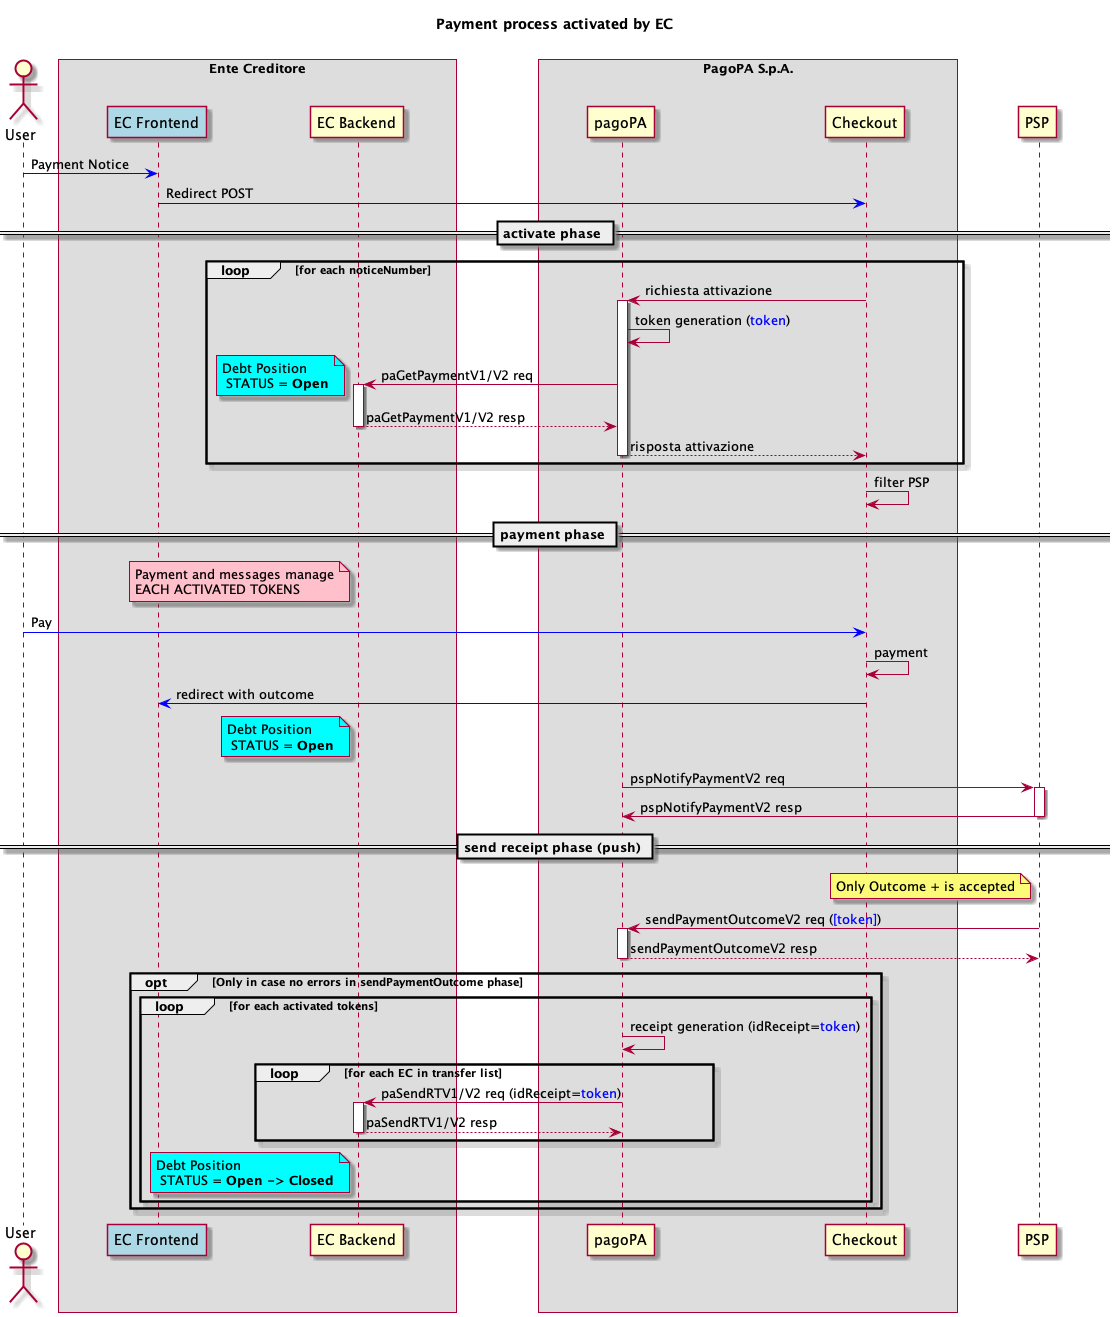 Payment process activated by EC
Ente Creditore
PagoPA S.p.A.
User
EC Frontend
EC Backend
pagoPA
Checkout
PSP
Payment Notice
Redirect POST
activate phase
loop
[for each noticeNumber]
richiesta attivazione
token generation (token)
Debt Position
STATUS = Open
paGetPaymentV1/V2 req
paGetPaymentV1/V2 resp
risposta attivazione
filter PSP
payment phase
Payment and messages manage
EACH ACTIVATED TOKENS
Pay
payment
redirect with outcome
Debt Position
STATUS = Open
pspNotifyPaymentV2 req
pspNotifyPaymentV2 resp
send receipt phase (push)
Only Outcome + is accepted
sendPaymentOutcomeV2 req ([token])
sendPaymentOutcomeV2 resp
opt
[Only in case no errors in sendPaymentOutcome phase]
loop
[for each activated tokens]
receipt generation (idReceipt=token)
loop
[for each EC in transfer list]
paSendRTV1/V2 req (idReceipt=token)
paSendRTV1/V2 resp
Debt Position
STATUS = Open -> Closed
User
EC Frontend
EC Backend
pagoPA
Checkout
PSP